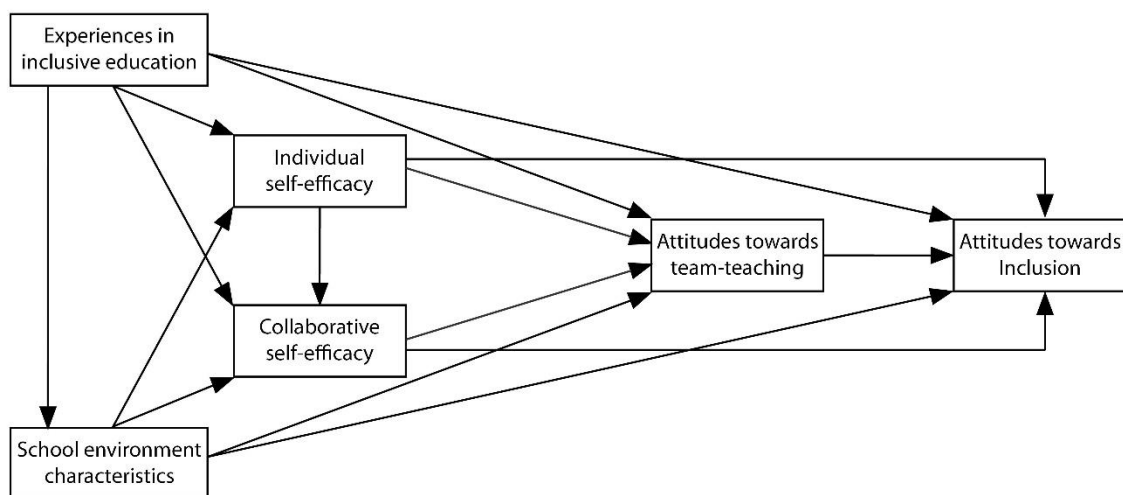 Experiences in
inclusive education
Individual
self-efficacy
Attitudes towards
team-teaching
Attitudes towards
Inclusion
Collaborative
self-efficacy
School environment
characteristics